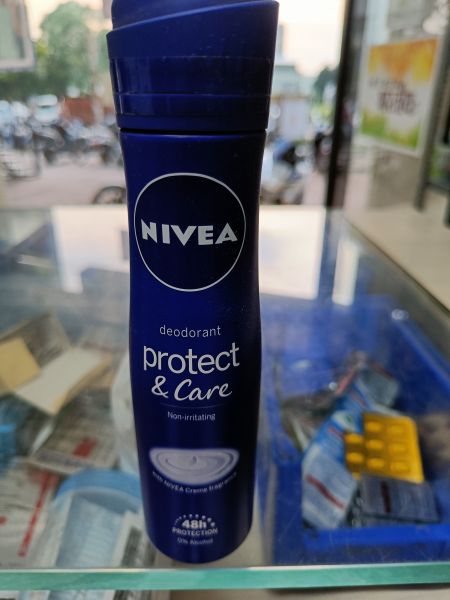 NIVEA
deodorant
protect
& Care
Non-irritating
with NIVEA Creme fragrance
48h
PROTECTION
0% Alcohol